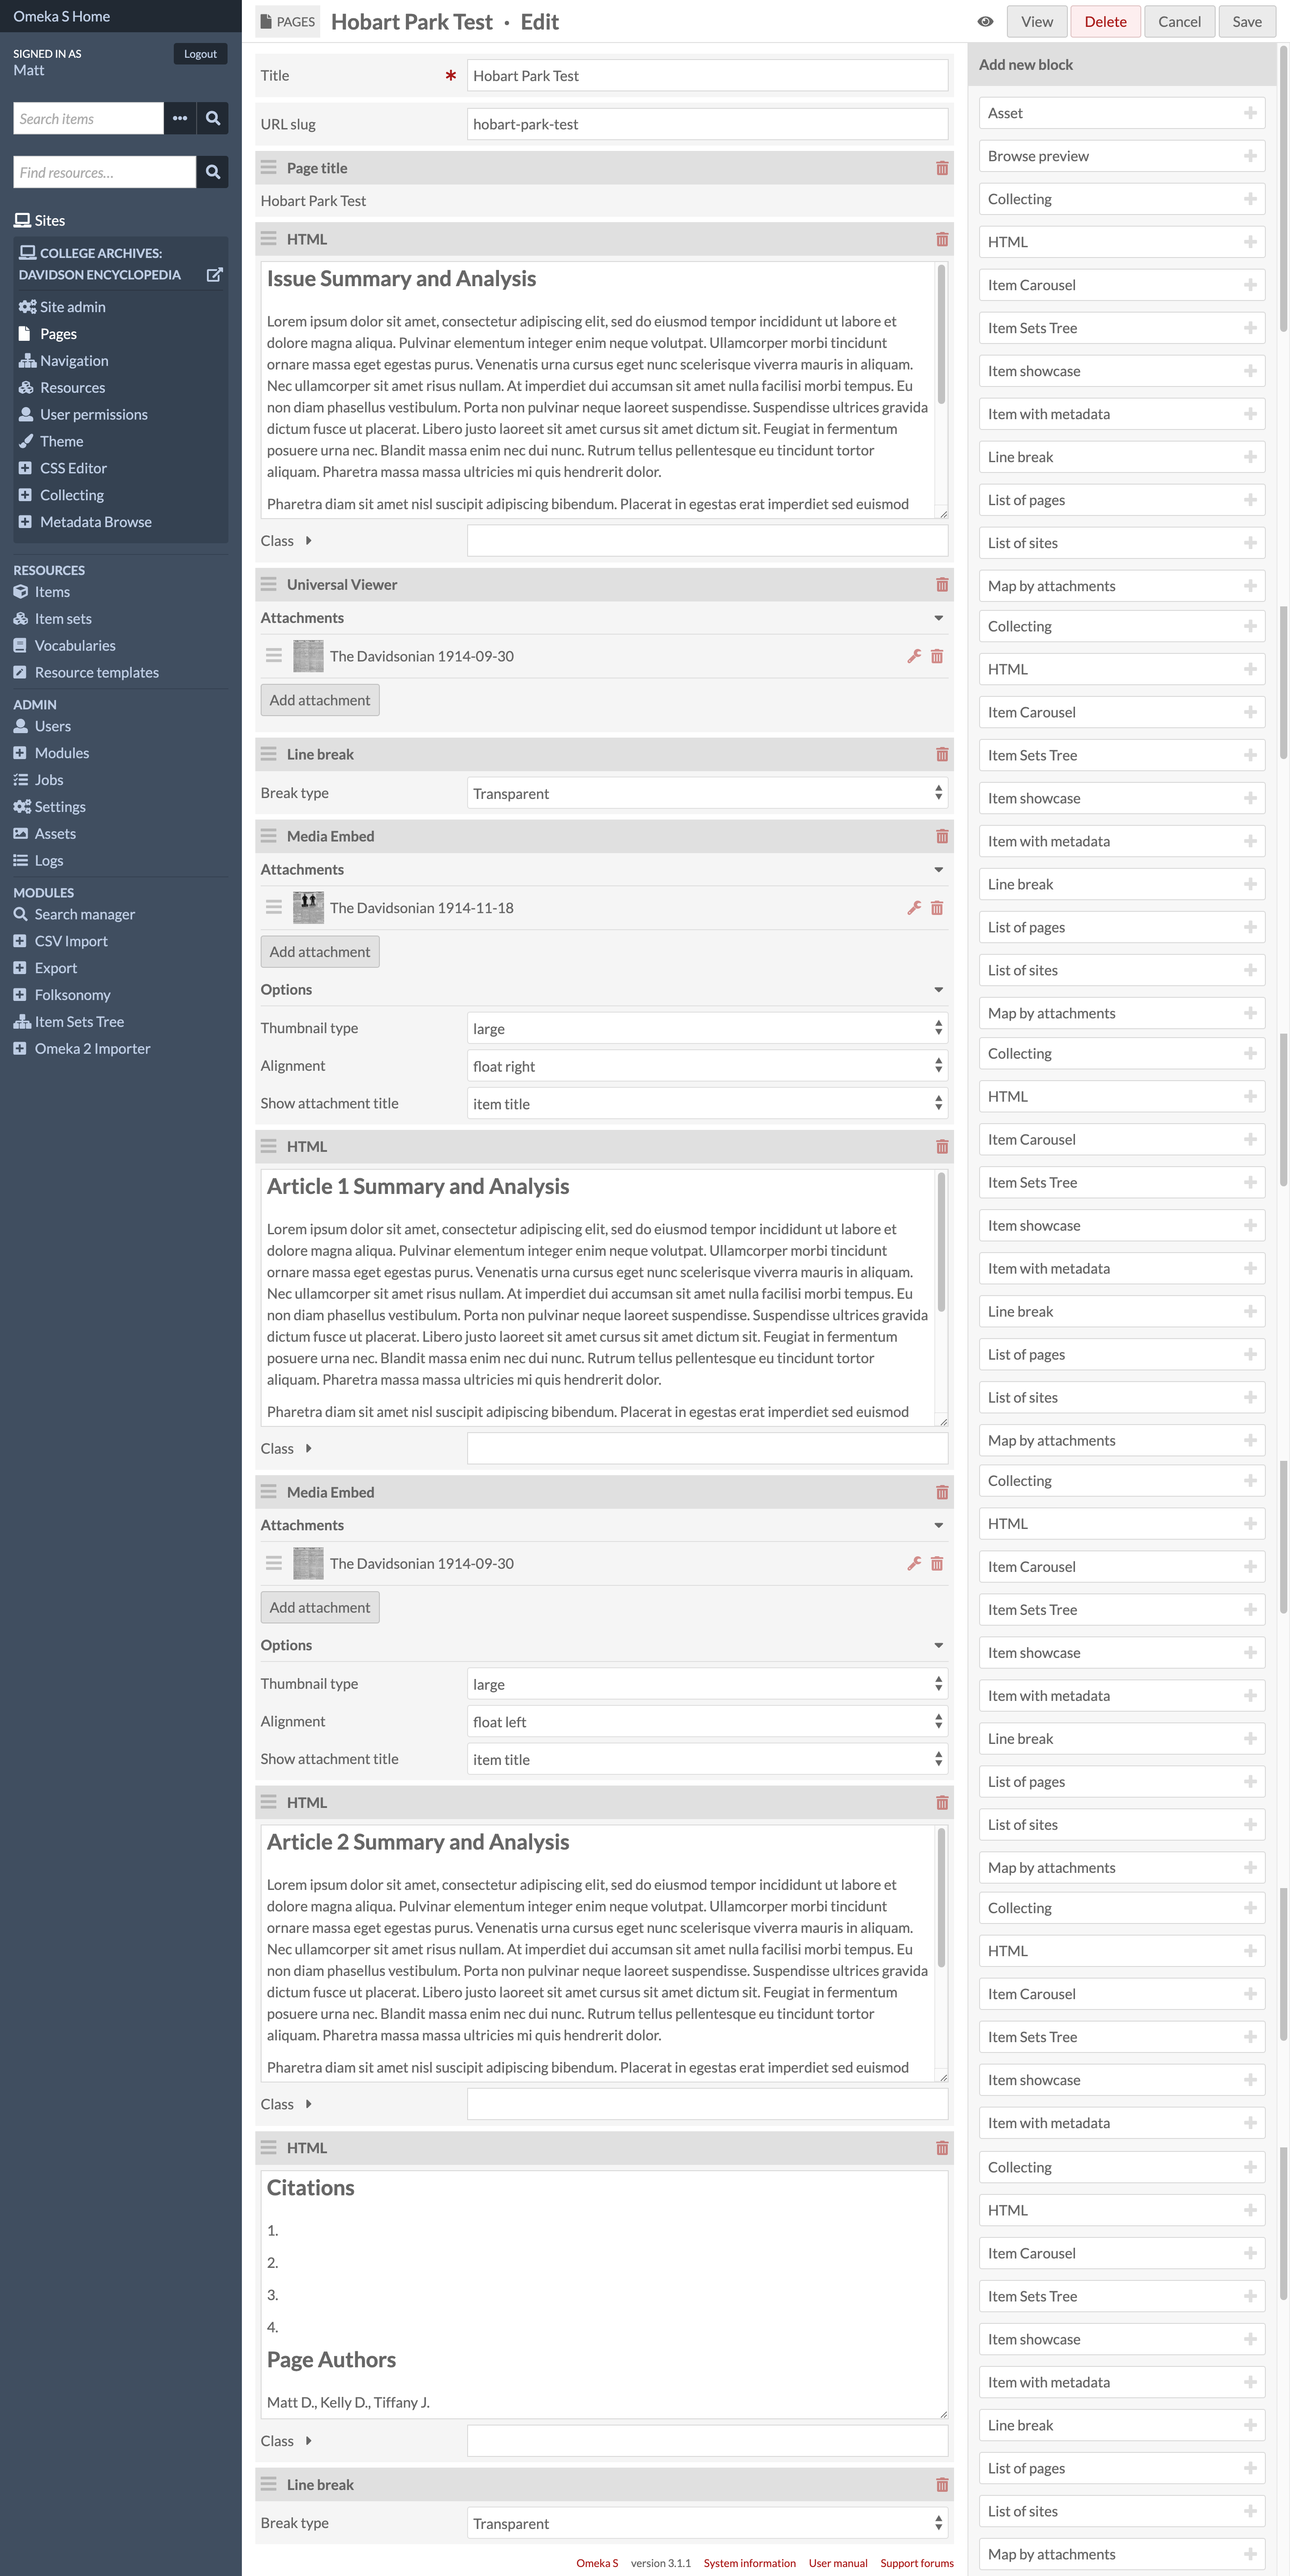 Omeka S Home
SIGNED IN AS
Matt
Logout
Search items
Find resources...
Sites
COLLEGE ARCHIVES:
DAVIDSON ENCYCLOPEDIA
Site admin
Pages
Navigation
Resources
User permissions
Theme
CSS Editor
Collecting
Metadata Browse
RESOURCES
Items
Item sets
Vocabularies
Resource templates
ADMIN
Users
Modules
Jobs
Settings
Assets
Logs
MODULES
Search manager
CSV Import
Export
Folksonomy
Item Sets Tree
Omeka 2 Importer
PAGES
Hobart Park Test · Edit
View
Delete
Cancel
Save
Title * Hobart Park Test
URL slug hobart-park-test
Page title
Hobart Park Test
HTML
Issue Summary and Analysis
Lorem ipsum dolor sit amet, consectetur adipiscing elit, sed do eiusmod tempor incididunt ut labore et
dolore magna aliqua. Pulvinar elementum integer enim neque volutpat. Ullamcorper morbi tincidunt
ornare massa eget egestas purus. Venenatis urna cursus eget nunc scelerisque viverra mauris in aliquam.
Nec ullamcorper sit amet risus nullam. At imperdiet dui accumsan sit amet nulla facilisi morbi tempus. Eu
non diam phasellus vestibulum. Porta non pulvinar neque laoreet suspendisse. Suspendisse ultrices gravida
dictum fusce ut placerat. Libero justo laoreet sit amet cursus sit amet dictum sit. Feugiat in fermentum
posuere urna nec. Blandit massa enim nec dui nunc. Rutrum tellus pellentesque eu tincidunt tortor
aliquam. Pharetra massa massa ultricies mi quis hendrerit dolor.
Pharetra diam sit amet nisl suscipit adipiscing bibendum. Placerat in egestas erat imperdiet sed euismod
Class
Universal Viewer
Attachments
The Davidsonian 1914-09-30
Add attachment
Line break
Break type Transparent
Media Embed
Attachments
The Davidsonian 1914-11-18
Add attachment
Options
Thumbnail type large
Alignment float right
Show attachment title item title
HTML
Article 1 Summary and Analysis
Lorem ipsum dolor sit amet, consectetur adipiscing elit, sed do eiusmod tempor incididunt ut labore et
dolore magna aliqua. Pulvinar elementum integer enim neque volutpat. Ullamcorper morbi tincidunt
ornare massa eget egestas purus. Venenatis urna cursus eget nunc scelerisque viverra mauris in aliquam.
Nec ullamcorper sit amet risus nullam. At imperdiet dui accumsan sit amet nulla facilisi morbi tempus. Eu
non diam phasellus vestibulum. Porta non pulvinar neque laoreet suspendisse. Suspendisse ultrices gravida
dictum fusce ut placerat. Libero justo laoreet sit amet cursus sit amet dictum sit. Feugiat in fermentum
posuere urna nec. Blandit massa enim nec dui nunc. Rutrum tellus pellentesque eu tincidunt tortor
aliquam. Pharetra massa massa ultricies mi quis hendrerit dolor.
Pharetra diam sit amet nisl suscipit adipiscing bibendum. Placerat in egestas erat imperdiet sed euismod
Class
Media Embed
Attachments
The Davidsonian 1914-09-30
Add attachment
Options
Thumbnail type large
Alignment float left
Show attachment title item title
HTML
Article 2 Summary and Analysis
Lorem ipsum dolor sit amet, consectetur adipiscing elit, sed do eiusmod tempor incididunt ut labore et
dolore magna aliqua. Pulvinar elementum integer enim neque volutpat. Ullamcorper morbi tincidunt
ornare massa eget egestas purus. Venenatis urna cursus eget nunc scelerisque viverra mauris in aliquam.
Nec ullamcorper sit amet risus nullam. At imperdiet dui accumsan sit amet nulla facilisi morbi tempus. Eu
non diam phasellus vestibulum. Porta non pulvinar neque laoreet suspendisse. Suspendisse ultrices gravida
dictum fusce ut placerat. Libero justo laoreet sit amet cursus sit amet dictum sit. Feugiat in fermentum
posuere urna nec. Blandit massa enim nec dui nunc. Rutrum tellus pellentesque eu tincidunt tortor
aliquam. Pharetra massa massa ultricies mi quis hendrerit dolor.
Pharetra diam sit amet nisl suscipit adipiscing bibendum. Placerat in egestas erat imperdiet sed euismod
Class
HTML
Citations
1.
2.
3.
4.
Page Authors
Matt D., Kelly D., Tiffany J.
Class
Line break
Break type Transparent
Omeka S version 3.1.1 System information User manual Support forums
Add new block
Asset
Browse preview
Collecting
HTML
Item Carousel
Item Sets Tree
Item showcase
Item with metadata
Line break
List of pages
List of sites
Map by attachments
Collecting
HTML
Item Carousel
Item Sets Tree
Item showcase
Item with metadata
Line break
List of pages
List of sites
Map by attachments
Collecting
HTML
Item Carousel
Item Sets Tree
Item showcase
Item with metadata
Line break
List of pages
List of sites
Map by attachments
Collecting
HTML
Item Carousel
Item Sets Tree
Item showcase
Item with metadata
Line break
List of pages
List of sites
Map by attachments
Collecting
HTML
Item Carousel
Item Sets Tree
Item showcase
Item with metadata
Collecting
HTML
Item Carousel
Item Sets Tree
Item showcase
Item with metadata
Line break
List of pages
List of sites
Map by attachments